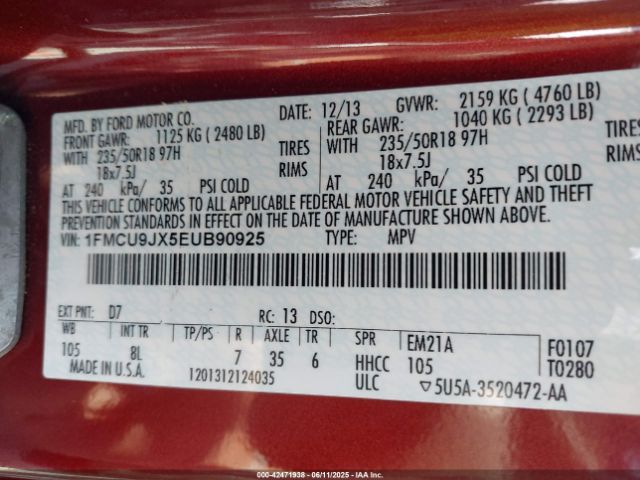 MFD. BY FORD MOTOR CO. DATE: 12/13 GVWR: 2159 KG ( 4760 LB)
FRONT GAWR: 1125 KG ( 2480 LB) REAR GAWR: 1040 KG ( 2293 LB)
WITH 235/50R18 97H TIRES WITH 235/50R18 97H TIRES
18x7.5J RIMS 18x7.5J RIMS
AT 240 kPa/ 35 PSI COLD AT 240 kPa/ 35 PSI COLD
THIS VEHICLE CONFORMS TO ALL APPLICABLE FEDERAL MOTOR VEHICLE SAFETY AND THEFT
PREVENTION STANDARDS IN EFFECT ON THE DATE OF MANUFACTURE SHOWN ABOVE.
VIN: 1FMCU9JX5EUB90925 TYPE: MPV
EXT PNT: D7 RC: 13 DSO:
WB INT TR TP/PS R AXLE TR SPR EM21A F0107
105 8L 7 35 6 HHCC 105 T0280
MADE IN U.S.A. 1201312124035 ULC ▽5U5A-3520472-AA
000-42471938 - 06/11/2025 - IAAI.COM